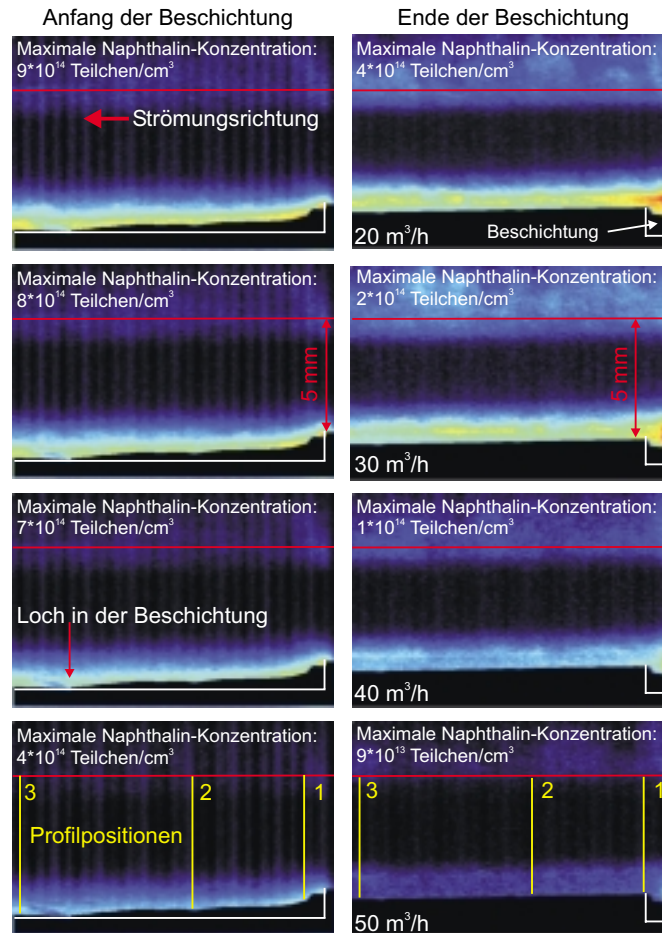 Anfang der Beschichtung
Ende der Beschichtung
Maximale Naphthalin-Konzentration:
9*10¹⁴ Teilchen/cm³
Strömungsrichtung
Maximale Naphthalin-Konzentration:
4*10¹⁴ Teilchen/cm³
Beschichtung
20 m³/h
Maximale Naphthalin-Konzentration:
8*10¹⁴ Teilchen/cm³
5 mm
Maximale Naphthalin-Konzentration:
2*10¹⁴ Teilchen/cm³
5 mm
30 m³/h
Maximale Naphthalin-Konzentration:
7*10¹⁴ Teilchen/cm³
Loch in der Beschichtung
Maximale Naphthalin-Konzentration:
1*10¹⁴ Teilchen/cm³
40 m³/h
Maximale Naphthalin-Konzentration:
4*10¹⁴ Teilchen/cm³
3 2 1
Profilpositionen
Maximale Naphthalin-Konzentration:
9*10¹³ Teilchen/cm³
3 2 1
50 m³/h